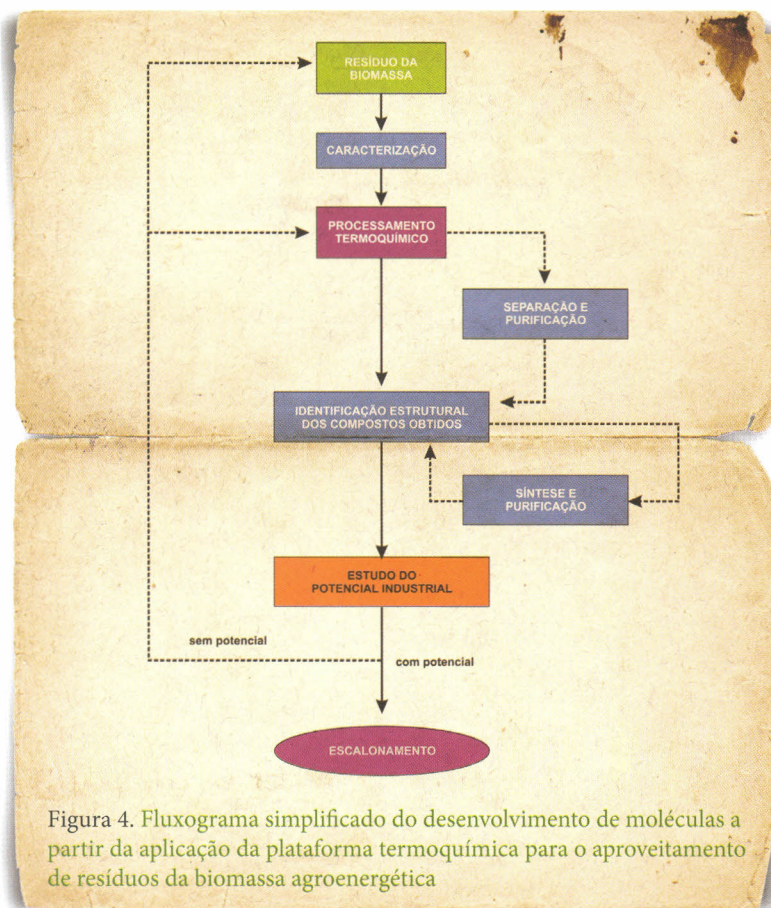 RESÍDUO DA
BIOMASSA
CARACTERIZAÇÃO
PROCESSAMENTO
TERMOQUÍMICO
SEPARAÇÃO E
PURIFICAÇÃO
IDENTIFICAÇÃO ESTRUTURAL
DOS COMPOSTOS OBTIDOS
SÍNTESE E
PURIFICAÇÃO
ESTUDO DO
POTENCIAL INDUSTRIAL
sem potencial
com potencial
ESCALONAMENTO
Figura 4. Fluxograma simplificado do desenvolvimento de moléculas a
partir da aplicação da plataforma termoquímica para o aproveitamento
de resíduos da biomassa agroenergética